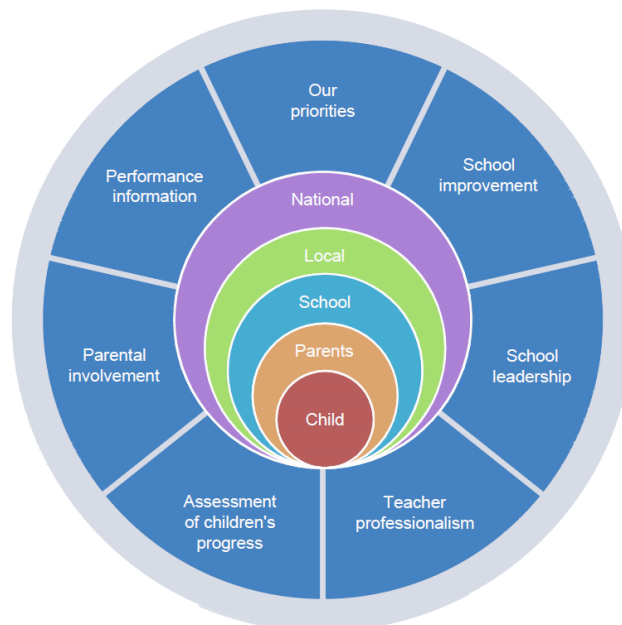 Our
priorities
School
improvement
School
leadership
Teacher
professionalism
Assessment
of children's
progress
Parental
involvement
Performance
information
National
Local
School
Parents
Child